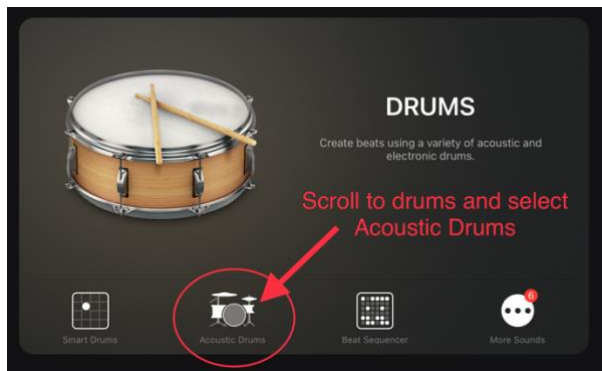 DRUMS
Create beats using a variety of acoustic and
electronic drums.
Scroll to drums and select
Acoustic Drums
Smart Drums
Acoustic Drums
Beat Sequencer
6
More Sounds